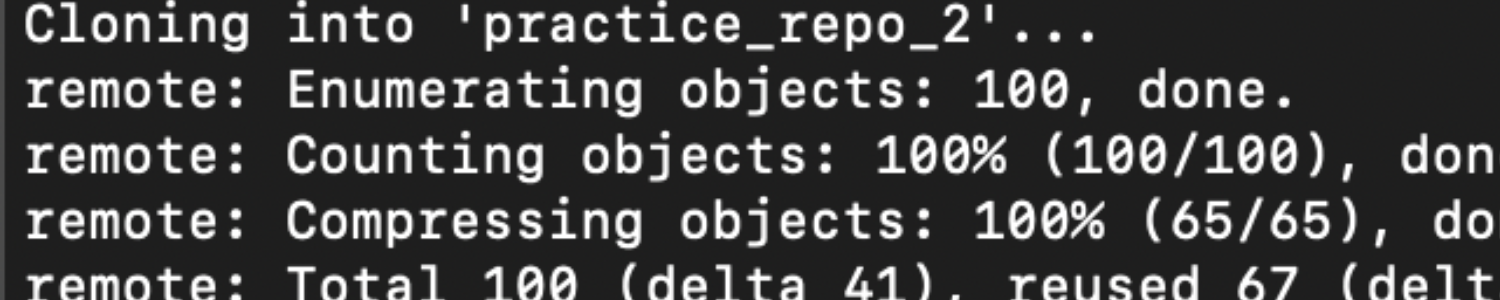 Cloning into 'practice_repo_2'...
remote: Enumerating objects: 100, done.
remote: Counting objects: 100% (100/100), don
remote: Compressing objects: 100% (65/65), do
remote: Total 100 (delta 41), reused 67 (delt